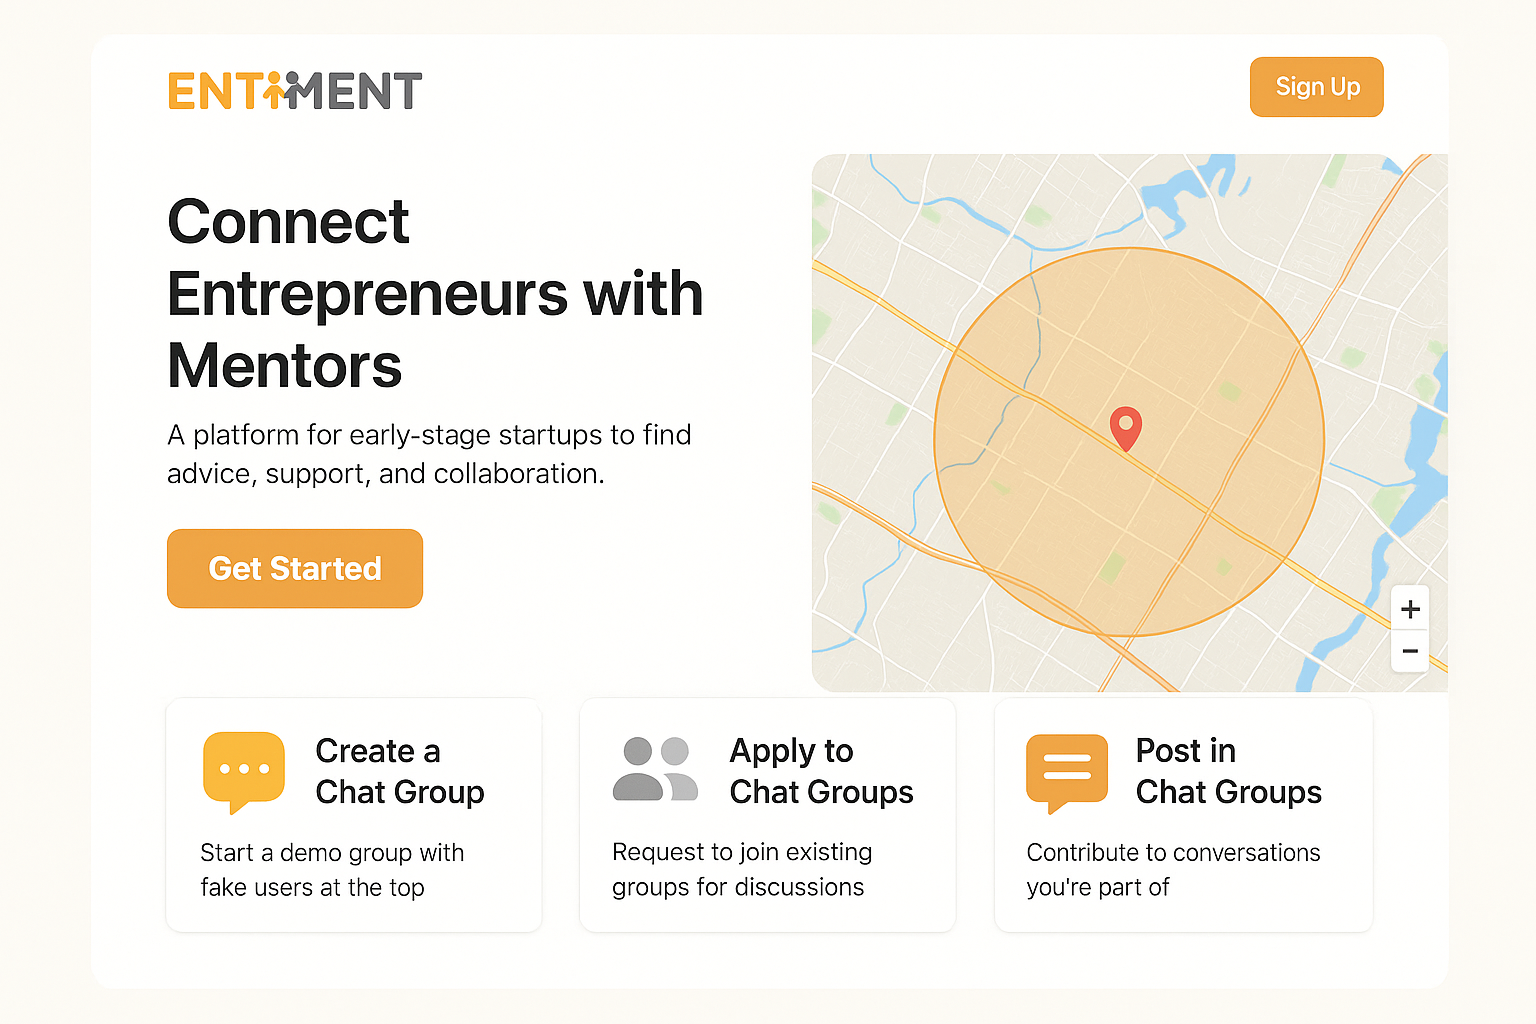 ENTIMENT
Sign Up
Connect
Entrepreneurs with
Mentors
A platform for early-stage startups to find
advice, support, and collaboration.
Get Started
+
−
Create a
Chat Group
Start a demo group with
fake users at the top
Apply to
Chat Groups
Request to join existing
groups for discussions
Post in
Chat Groups
Contribute to conversations
you're part of